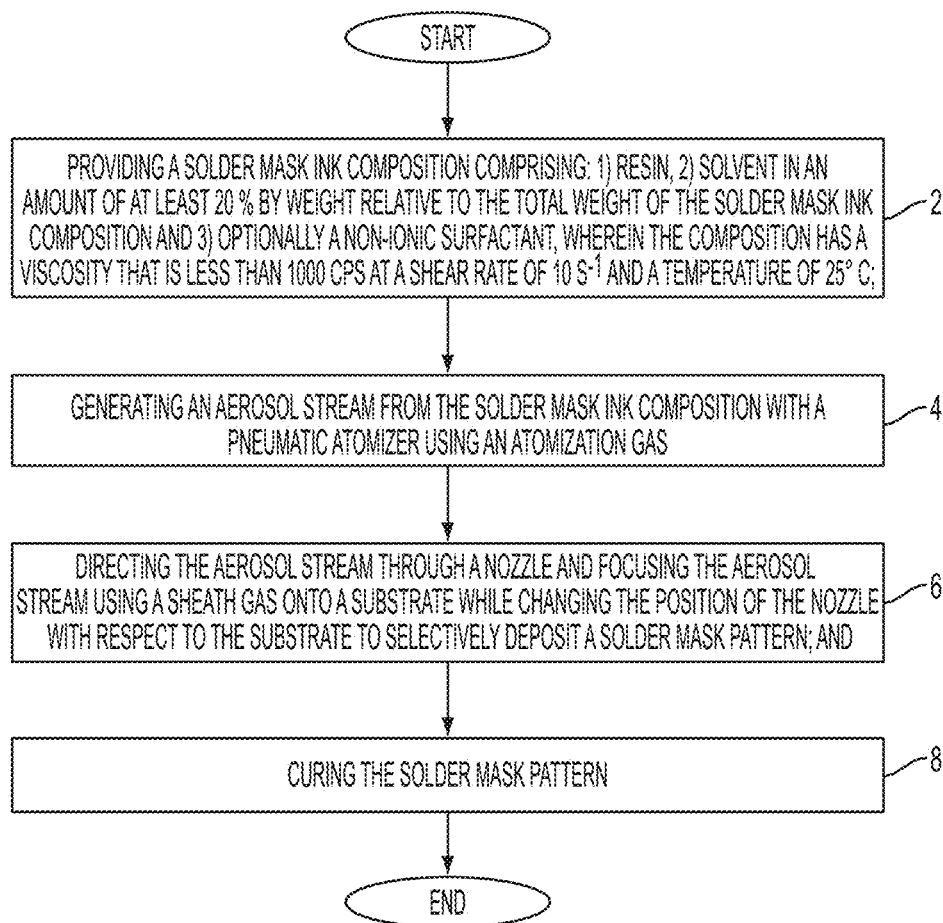 START
PROVIDING A SOLDER MASK INK COMPOSITION COMPRISING: 1) RESIN, 2) SOLVENT IN AN
AMOUNT OF AT LEAST 20 % BY WEIGHT RELATIVE TO THE TOTAL WEIGHT OF THE SOLDER MASK INK
COMPOSITION AND 3) OPTIONALLY A NON-IONIC SURFACTANT, WHEREIN THE COMPOSITION HAS A
VISCOSITY THAT IS LESS THAN 1000 CPS AT A SHEAR RATE OF 10 S⁻¹ AND A TEMPERATURE OF 25° C;
2
GENERATING AN AEROSOL STREAM FROM THE SOLDER MASK INK COMPOSITION WITH A
PNEUMATIC ATOMIZER USING AN ATOMIZATION GAS
4
DIRECTING THE AEROSOL STREAM THROUGH A NOZZLE AND FOCUSING THE AEROSOL
STREAM USING A SHEATH GAS ONTO A SUBSTRATE WHILE CHANGING THE POSITION OF THE NOZZLE
WITH RESPECT TO THE SUBSTRATE TO SELECTIVELY DEPOSIT A SOLDER MASK PATTERN; AND
6
CURING THE SOLDER MASK PATTERN
8
END